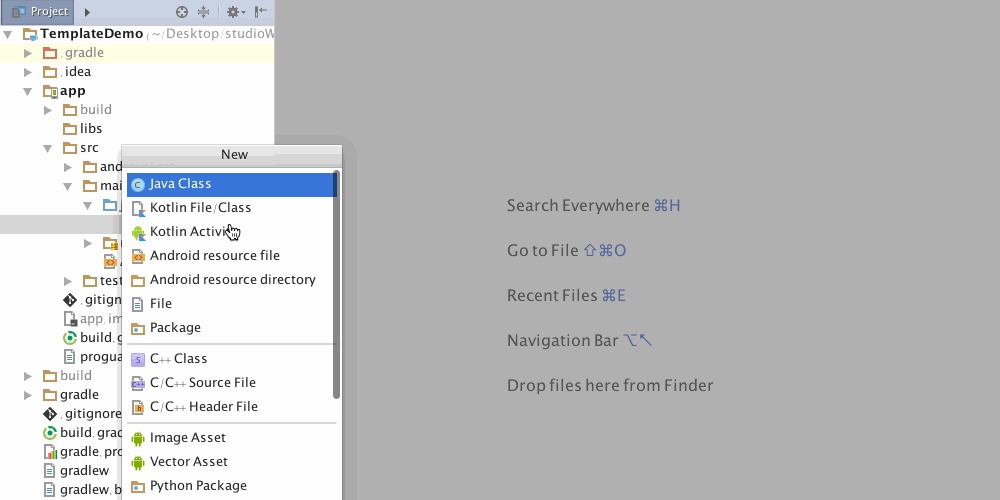 Project
TemplateDemo (~/Desktop/studioW
.gradle
.idea
app
build
libs
src
New
Java Class
Kotlin File/Class
Kotlin Activity
Android resource file
Android resource directory
File
test
.gitign
Package
app.im
build.g
C++ Class
progua
build
C/C++ Source File
gradle
C/C++ Header File
.gitignore
build.grad
Image Asset
gradle.pro
Vector Asset
gradlew
Python Package
gradlew.b
Search Everywhere ⌘H
Go to File ⇧⌘O
Recent Files ⌘E
Navigation Bar ⌥↖
Drop files here from Finder